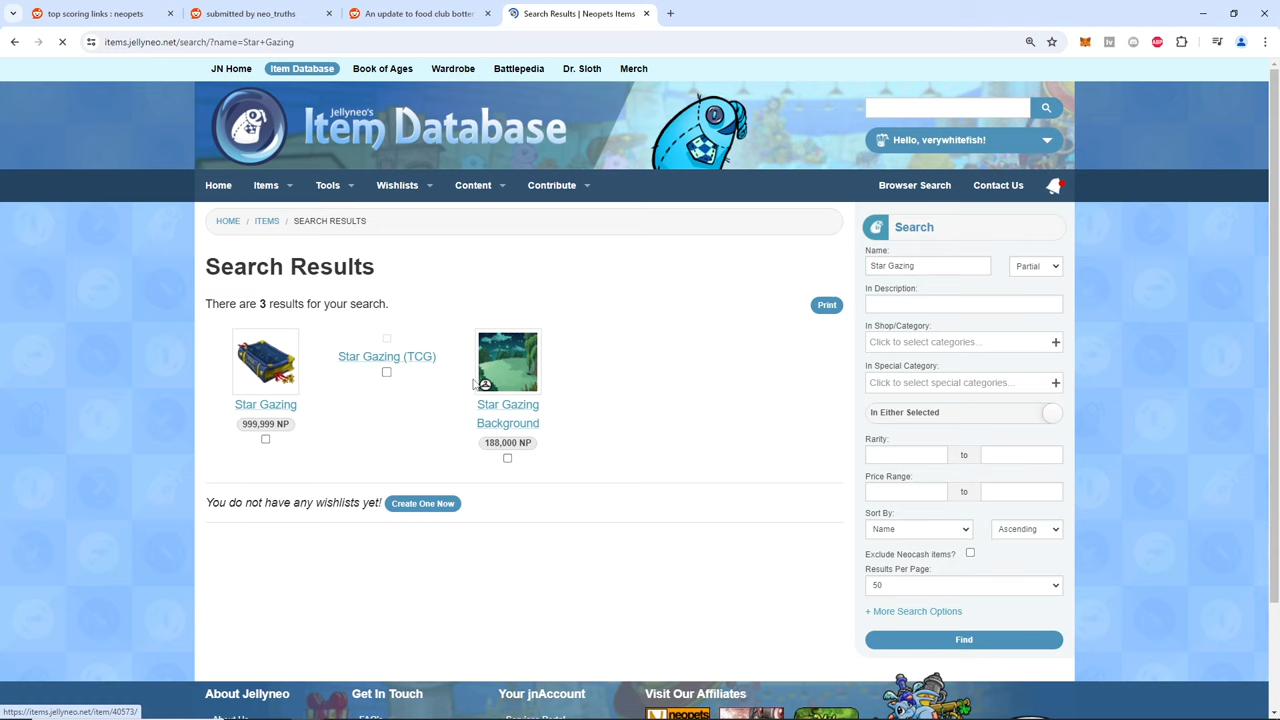 top scoring links : neopets
submitted by neo_truths
An update to food club botter
Search Results | Neopets Items
items.jellyneo.net/search/?name=Star+Gazing
JN Home
Item Database
Book of Ages
Wardrobe
Battlepedia
Dr. Sloth
Merch
Jellyneo's
Item Database
Hello, verywhitefish!
Home
Items
Tools
Wishlists
Content
Contribute
Browser Search
Contact Us
HOME / ITEMS / SEARCH RESULTS
Search Results
There are 3 results for your search.
Print
Star Gazing
999,999 NP
Star Gazing (TCG)
Star Gazing
Background
188,000 NP
You do not have any wishlists yet!
Create One Now
Search
Name:
Star Gazing
Partial
In Description:
In Shop/Category:
Click to select categories...
In Special Category:
Click to select special categories...
In Either Selected
Rarity:
to
Price Range:
to
Sort By:
Name
Ascending
Exclude Neocash items?
Results Per Page:
50
+ More Search Options
Find
About Jellyneo
Get In Touch
Your jnAccount
Visit Our Affiliates
neopets
https://items.jellyneo.net/item/40573/